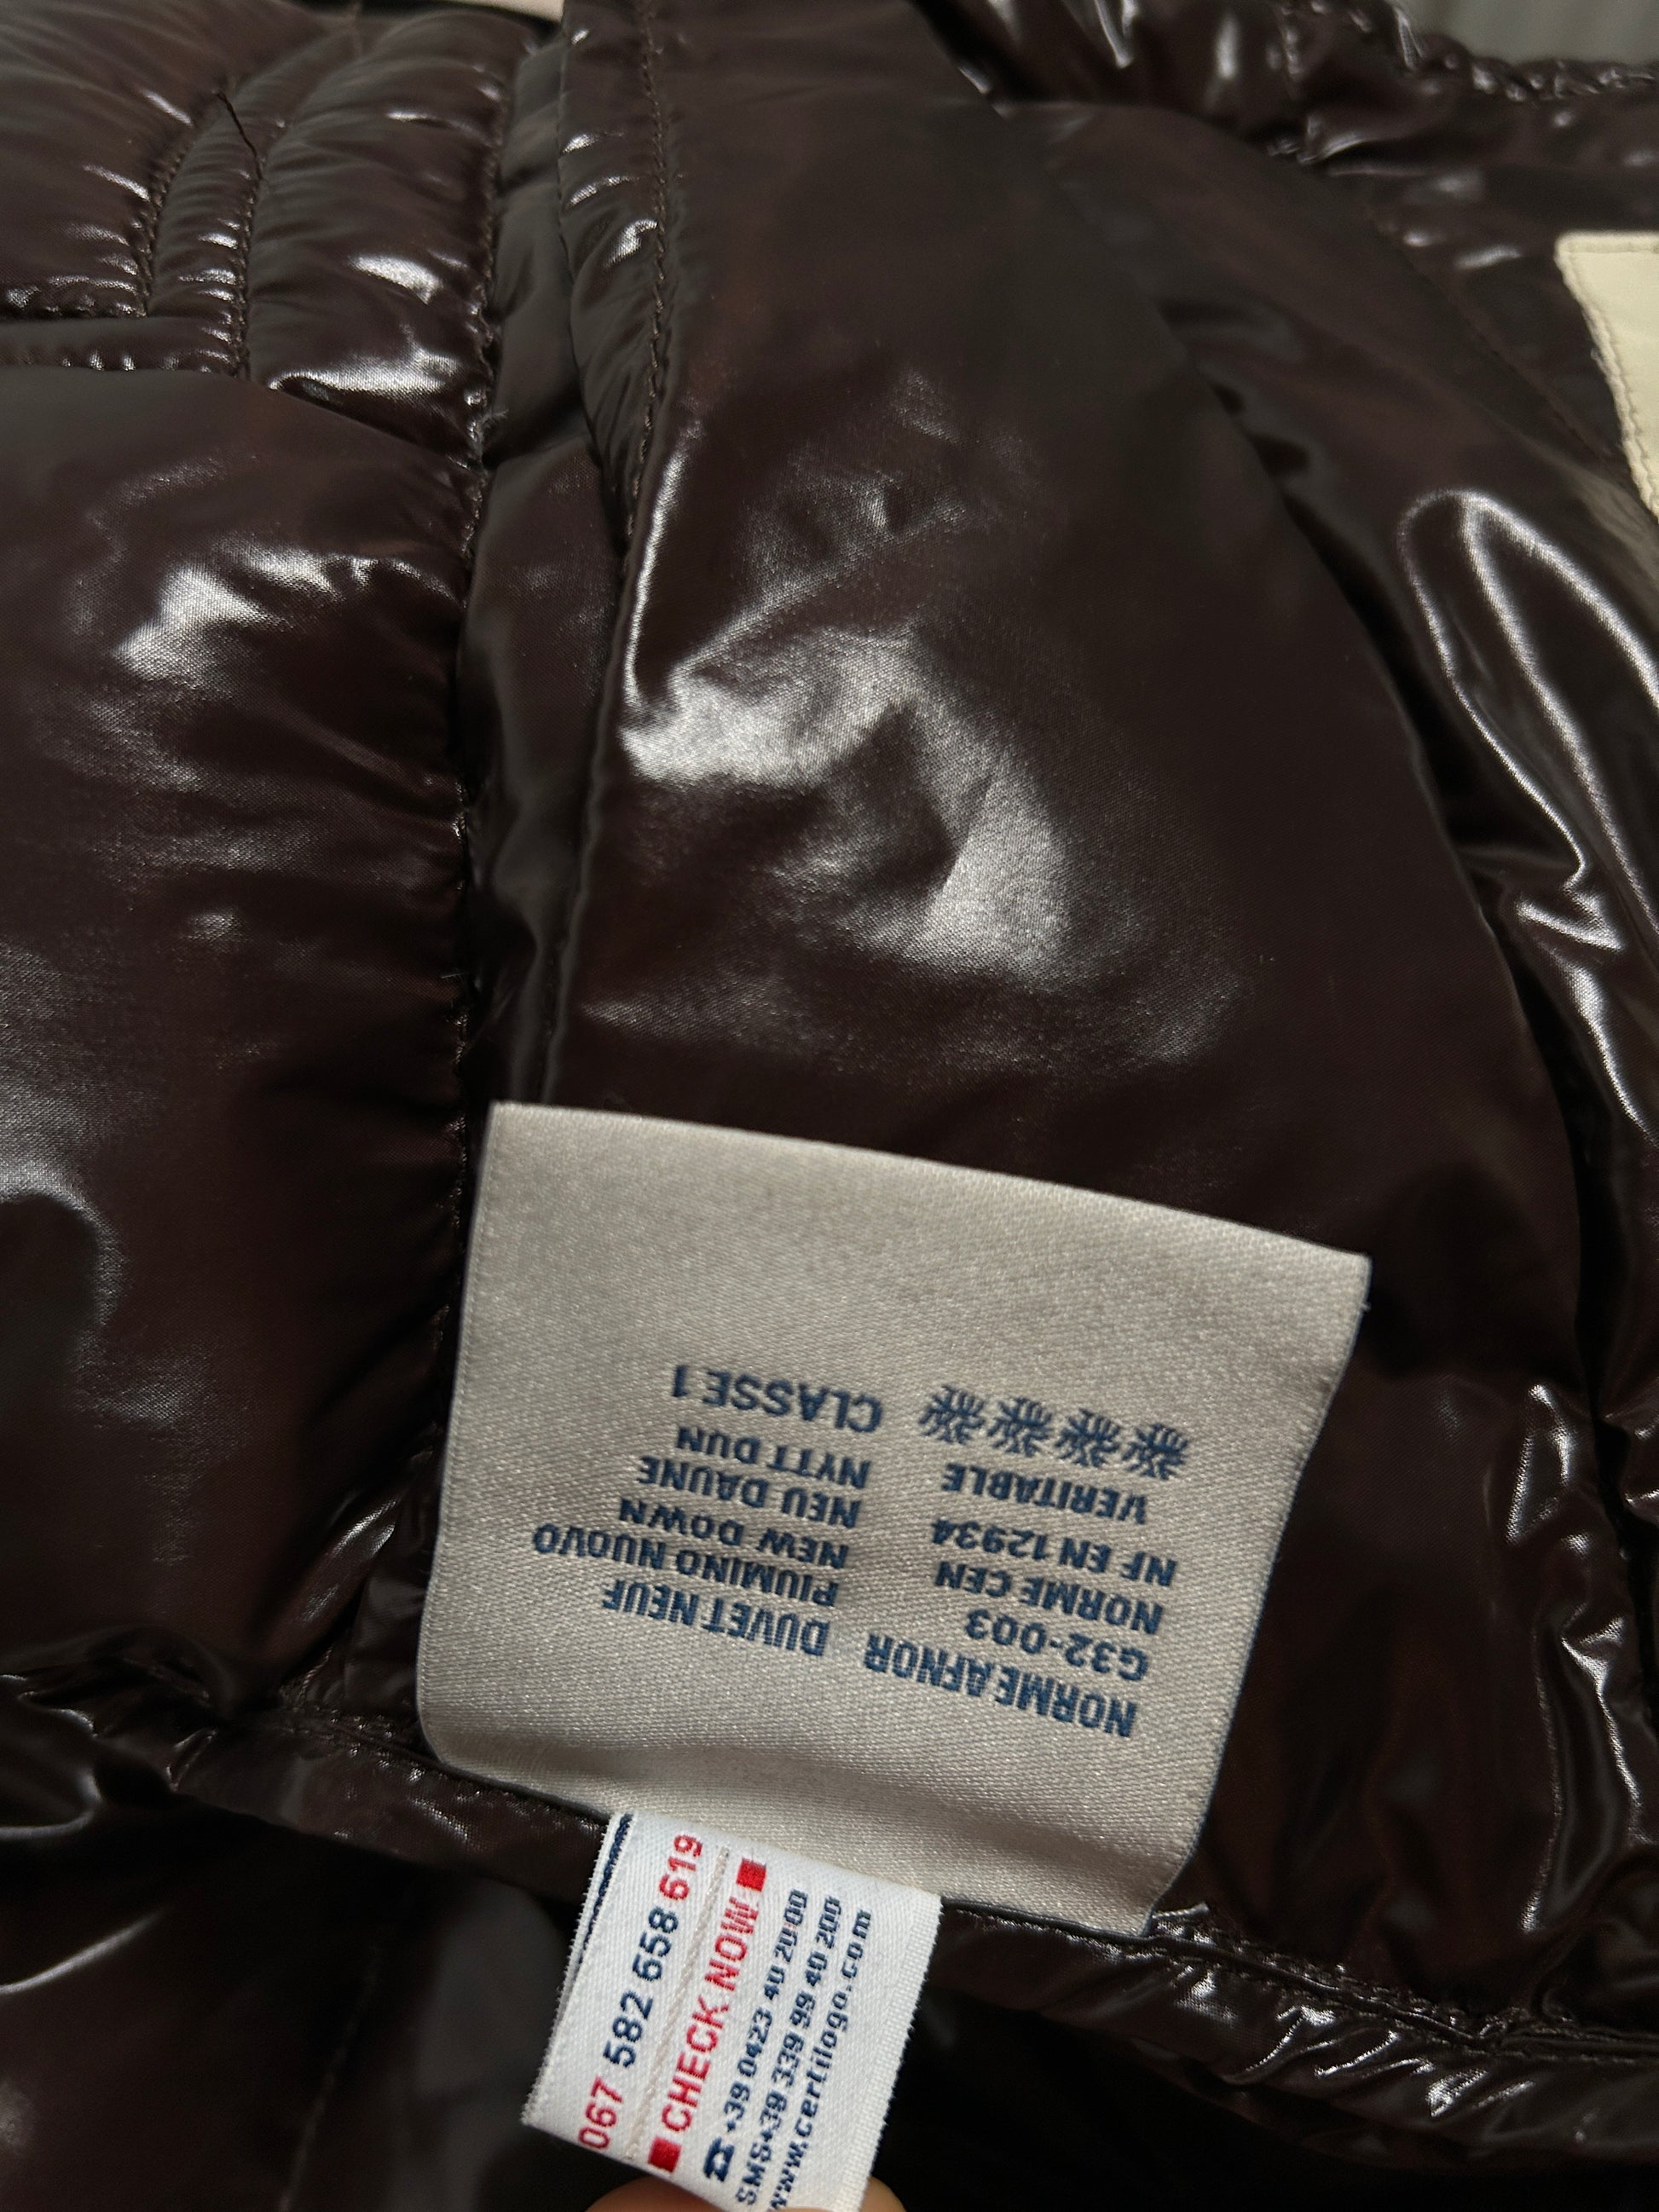 NORME AFNOR
G32-003
NORME CEN
NF EN 12934
VERITABLE
DUVET NEUF
PIUMINO NUOVO
NEW DOWN
NEU DAUNE
NYTT DUN
CLASSE 1
067 582 658 619
CHECK NOW
+39 0423 40 20 00
SMS+39 339 99 40 200
www.certilogo.com